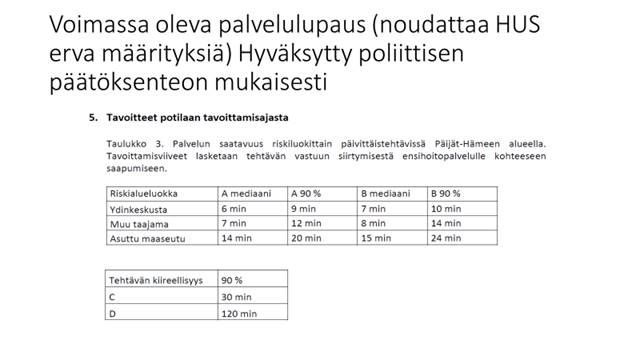 Voimassa oleva palvelulupaus (noudattaa HUS
erva määrityksiä) Hyväksytty poliittisen
päätöksenteon mukaisesti
5. Tavoitteet potilaan tavoittamisajasta
Taulukko 3. Palvelun saatavuus riskiluokittain päivittäistehtävissä Päijät-Hämeen alueella.
Tavoittamisviiveet lasketaan tehtävän vastuun siirtymisestä ensihoitopalvelulle kohteeseen
saapumiseen.
Riskialueluokka A mediaani A 90 % B mediaani B 90 %
Ydinkeskusta 6 min 9 min 7 min 10 min
Muu taajama 7 min 12 min 8 min 14 min
Asuttu maaseutu 14 min 20 min 15 min 24 min
Tehtävän kiireellisyys 90 %
C 30 min
D 120 min